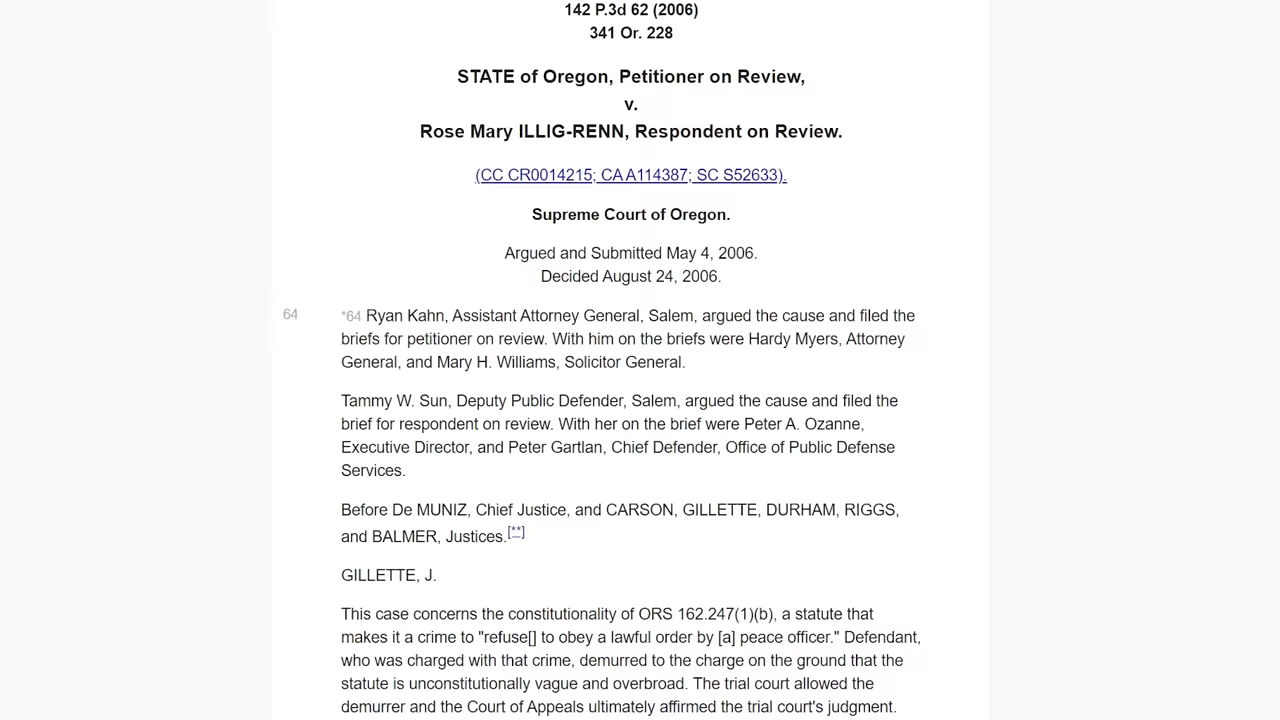 142 P.3d 62 (2006)
341 Or. 228
STATE of Oregon, Petitioner on Review,
v.
Rose Mary ILLIG-RENN, Respondent on Review.
(CC CR0014215; CA A114387; SC S52633).
Supreme Court of Oregon.
Argued and Submitted May 4, 2006.
Decided August 24, 2006.
64 *64 Ryan Kahn, Assistant Attorney General, Salem, argued the cause and filed the
briefs for petitioner on review. With him on the briefs were Hardy Myers, Attorney
General, and Mary H. Williams, Solicitor General.
Tammy W. Sun, Deputy Public Defender, Salem, argued the cause and filed the
brief for respondent on review. With her on the brief were Peter A. Ozanne,
Executive Director, and Peter Gartlan, Chief Defender, Office of Public Defense
Services.
Before De MUNIZ, Chief Justice, and CARSON, GILLETTE, DURHAM, RIGGS,
and BALMER, Justices.[**]
GILLETTE, J.
This case concerns the constitutionality of ORS 162.247(1)(b), a statute that
makes it a crime to "refuse[] to obey a lawful order by [a] peace officer." Defendant,
who was charged with that crime, demurred to the charge on the ground that the
statute is unconstitutionally vague and overbroad. The trial court allowed the
demurrer and the Court of Appeals ultimately affirmed the trial court's judgment.